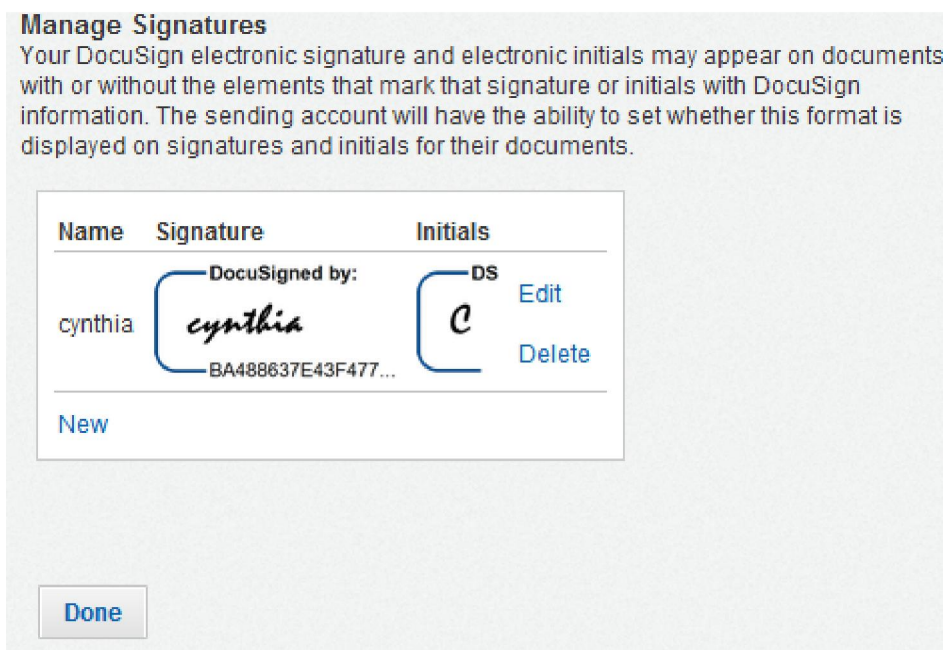 Manage Signatures
Your DocuSign electronic signature and electronic initials may appear on documents
with or without the elements that mark that signature or initials with DocuSign
information. The sending account will have the ability to set whether this format is
displayed on signatures and initials for their documents.
Name Signature Initials
DocuSigned by: DS
cynthia cynthia C Edit
Delete
BA488637E43F477...
New
Done